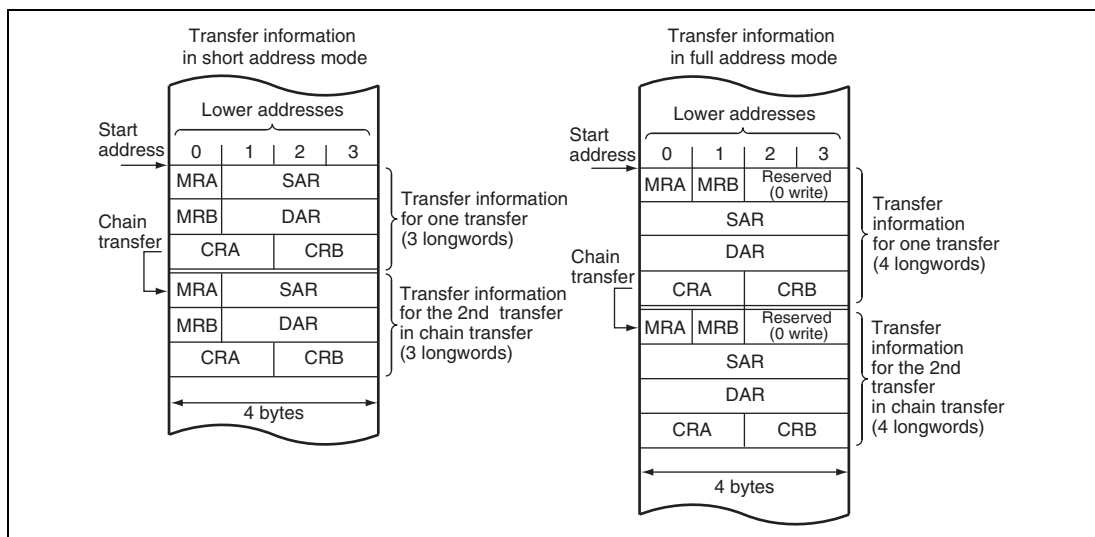 Transfer information
in short address mode
Lower addresses
Start
address
0 1 2 3
MRA SAR
MRB DAR
CRA CRB
Transfer information
for one transfer
(3 longwords)
Chain
transfer
MRA SAR
MRB DAR
CRA CRB
Transfer information
for the 2nd transfer
in chain transfer
(3 longwords)
4 bytes
Transfer information
in full address mode
Lower addresses
Start
address
0 1 2 3
MRA MRB Reserved
(0 write)
SAR
DAR
CRA CRB
Transfer
information
for one transfer
(4 longwords)
Chain
transfer
MRA MRB Reserved
(0 write)
SAR
DAR
CRA CRB
Transfer
information
for the 2nd
transfer
in chain transfer
(4 longwords)
4 bytes